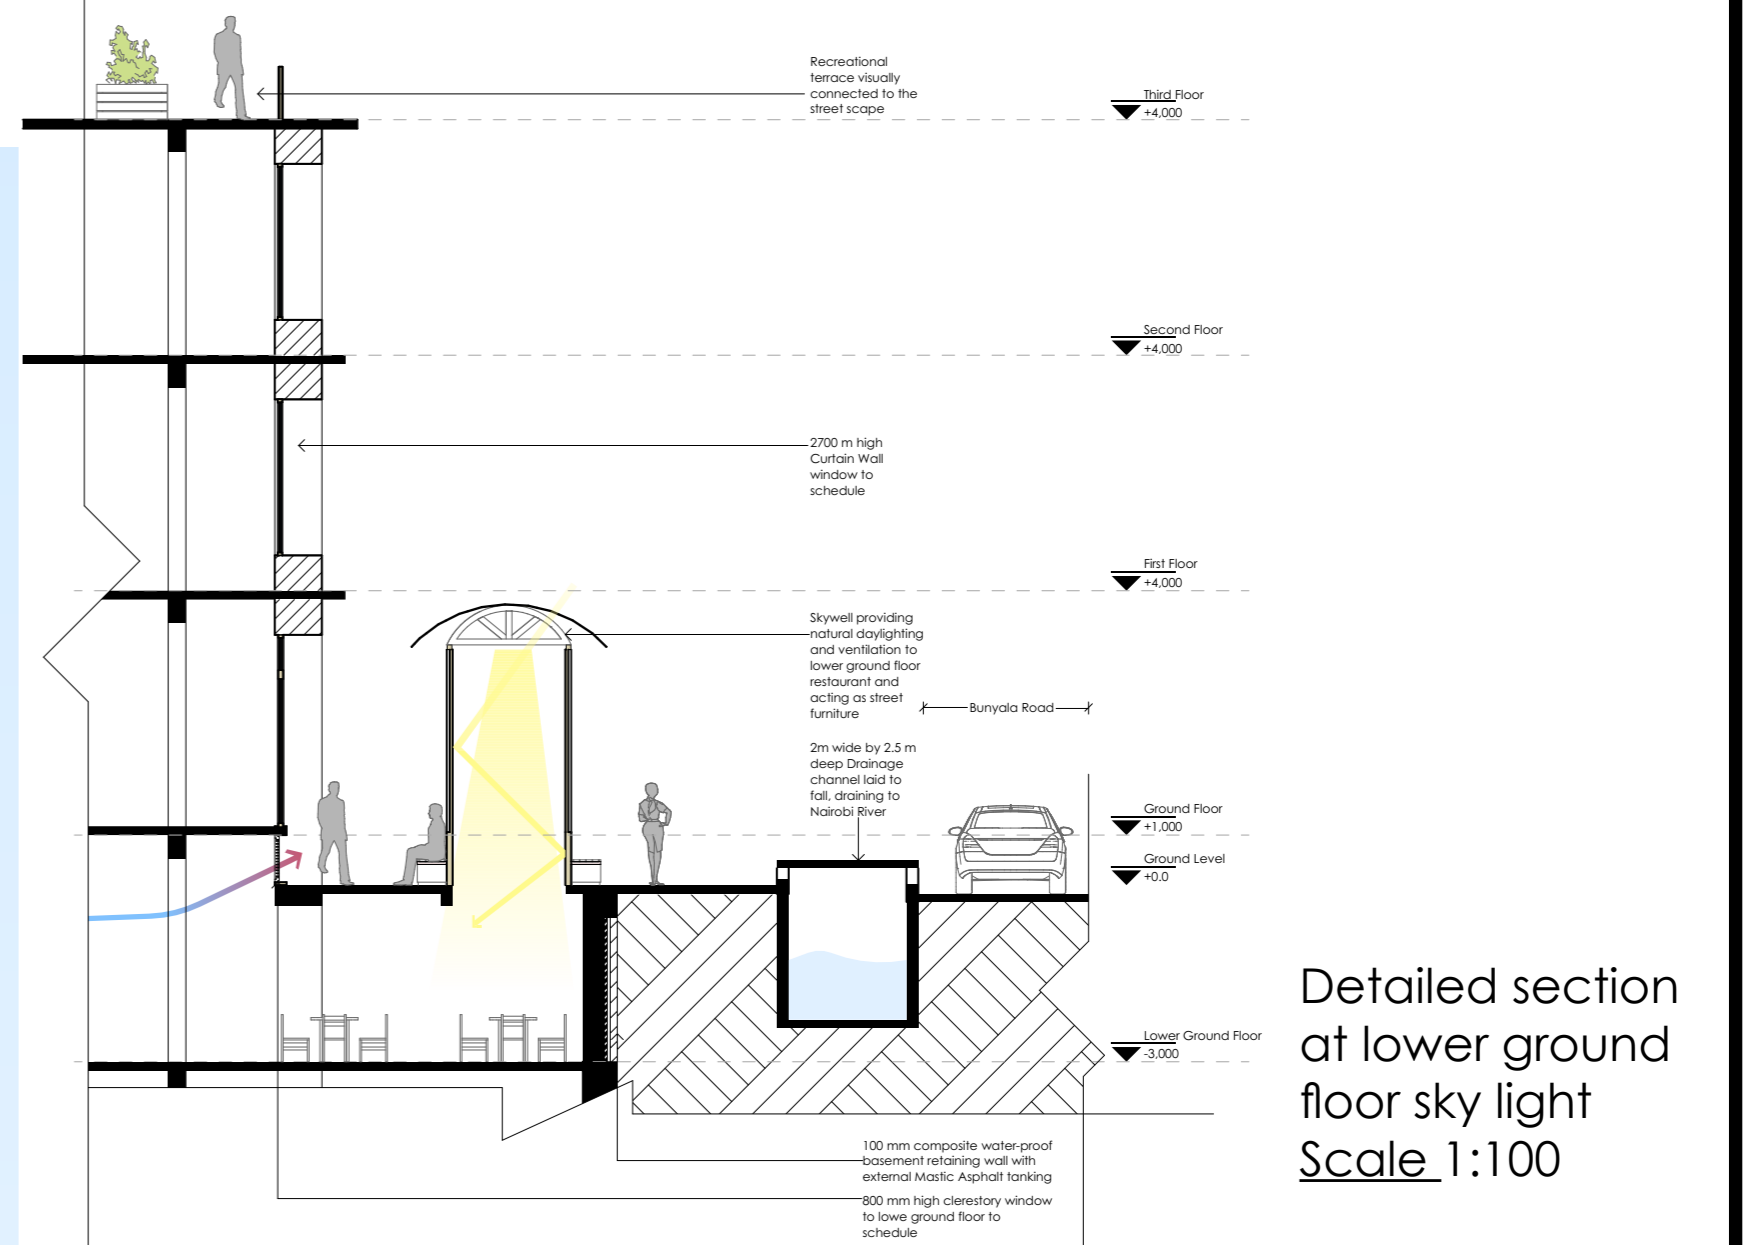 Recreational
terrace visually
connected to the
street scape
Third Floor
+4,000
Second Floor
+4,000
2700 m high
Curtain Wall
window to
schedule
First Floor
+4,000
Skywell providing
natural daylighting
and ventilation to
lower ground floor
restaurant and
acting as street
furniture
Bunyala Road
2m wide by 2.5 m
deep Drainage
channel laid to
fall, draining to
Nairobi River
Ground Floor
+1,000
Ground Level
+0.0
Lower Ground Floor
-3,000
Detailed section
at lower ground
floor sky light
Scale 1:100
100 mm composite water-proof
basement retaining wall with
external Mastic Asphalt tanking
800 mm high clerestory window
to lowe ground floor to
schedule